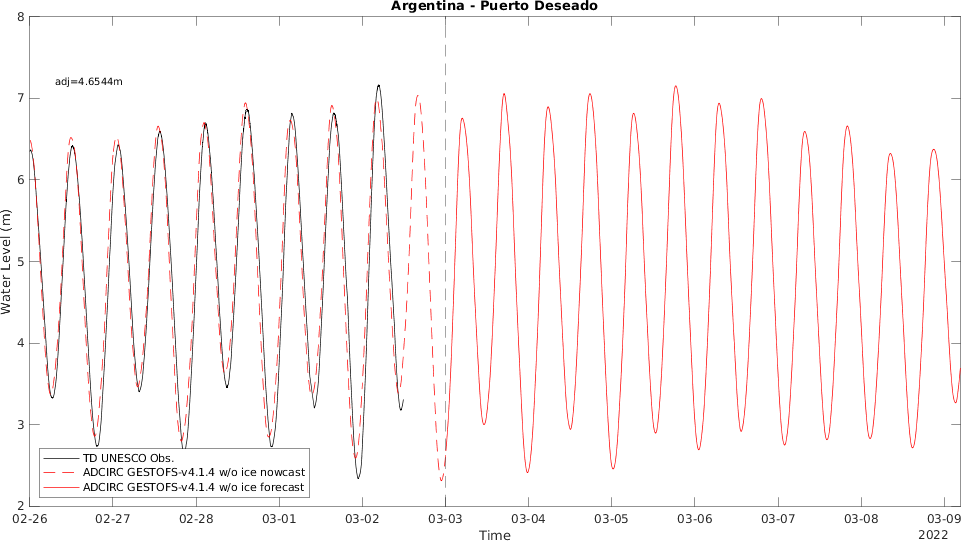 Argentina - Puerto Deseado
8
adj=4.6544m
7
6
5
4
3
2
Water Level (m)
TD UNESCO Obs.
ADCIRC GESTOFS-v4.1.4 w/o ice nowcast
ADCIRC GESTOFS-v4.1.4 w/o ice forecast
02-26 02-27 02-28 03-01 03-02 03-03 03-04 03-05 03-06 03-07 03-08 03-09
Time
2022